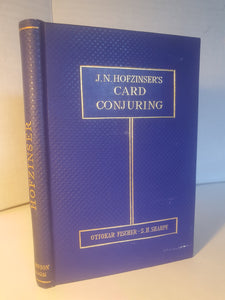 J. N. HOFZINSER'S
CARD
CONJURING
OTTOKAR FISCHER - S. H. SHARPE
HOFZINSER